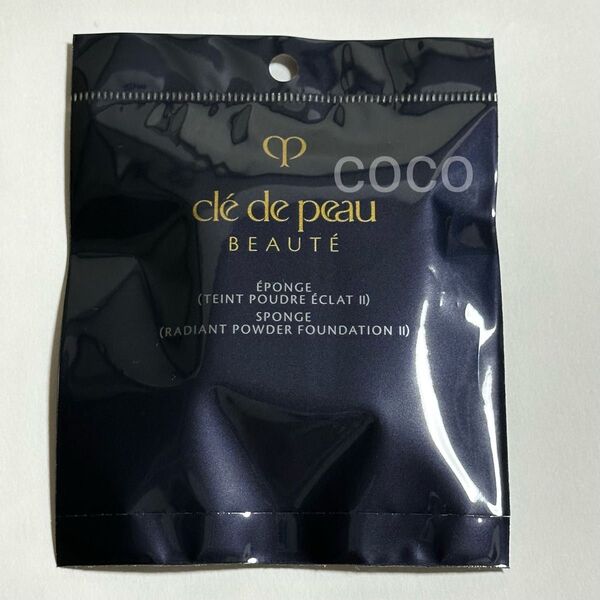 coco
clé de peau
BEAUTÉ
ÉPONGE
(TEINT POUDRE ÉCLAT II)
SPONGE
(RADIANT POWDER FOUNDATION II)